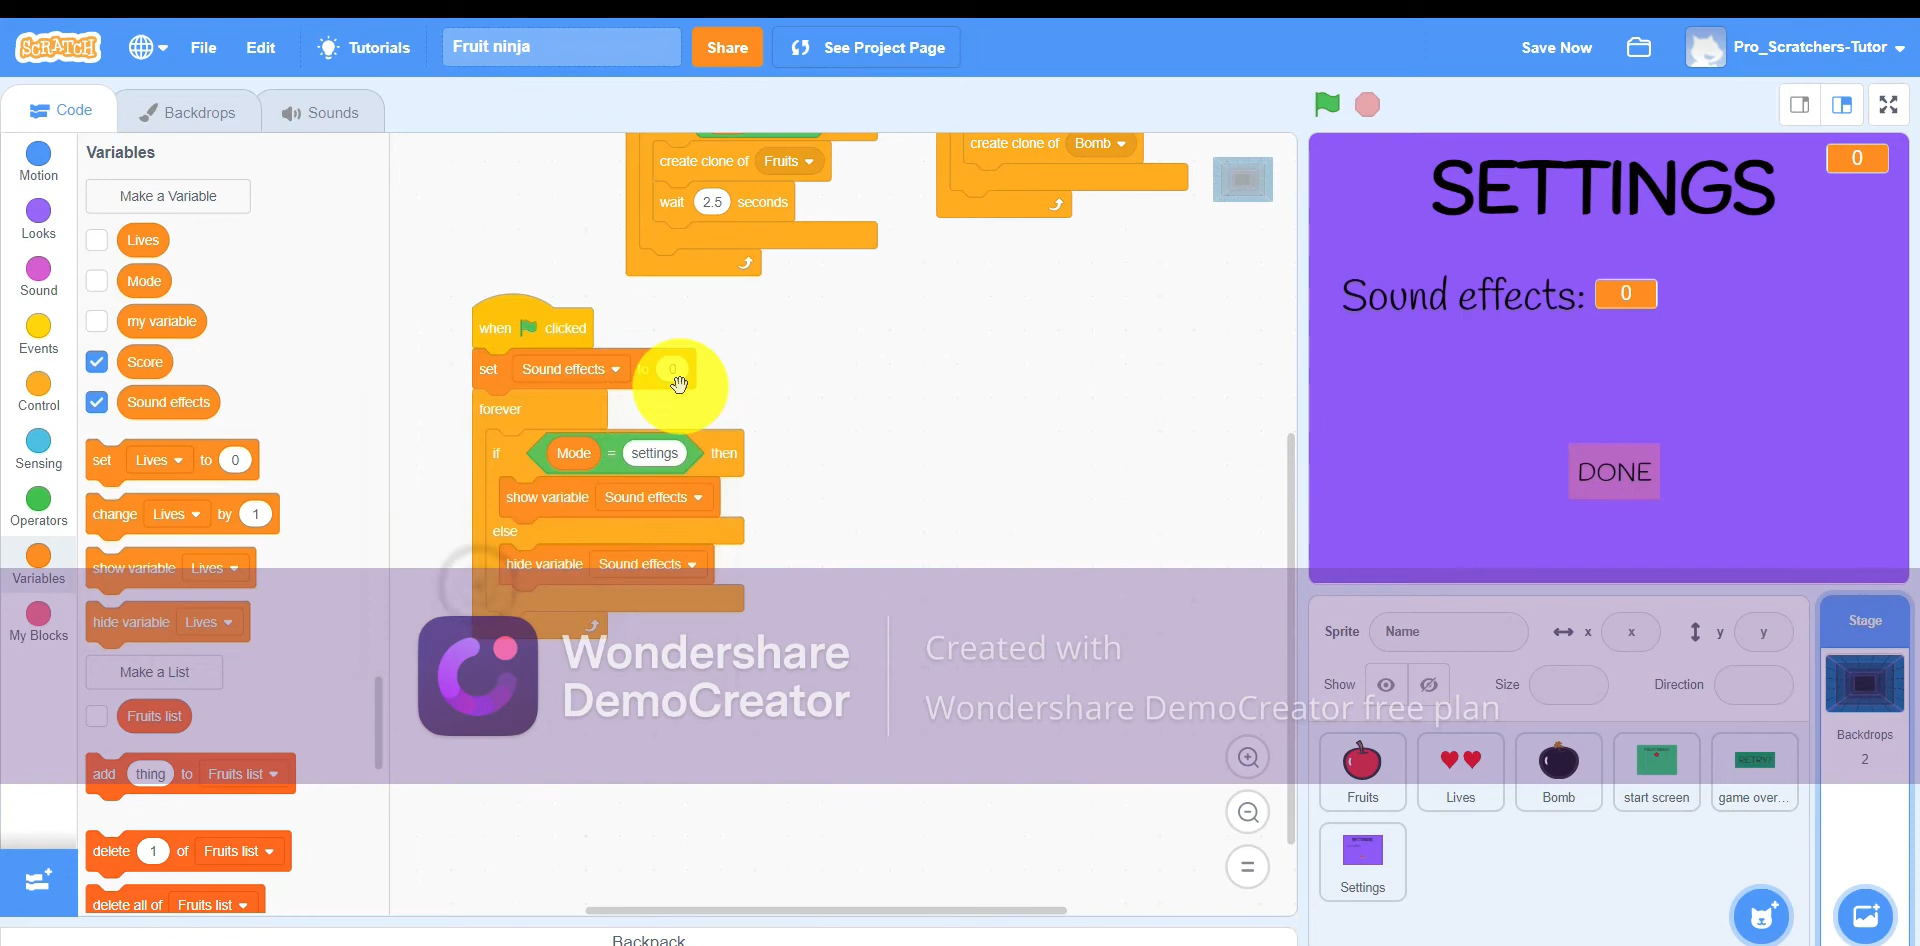 SCRATCH
File
Edit
Tutorials
Fruit ninja
Share
See Project Page
Save Now
Pro_Scratchers-Tutor
Code
Backdrops
Sounds
Motion
Looks
Sound
Events
Control
Sensing
Operators
Variables
My Blocks
Variables
Make a Variable
Lives
Mode
my variable
Score
Sound effects
set Lives to 0
change Lives by 1
show variable Lives
hide variable Lives
Make a List
Fruits list
add thing to Fruits list
delete 1 of Fruits list
delete all of Fruits list
create clone of Fruits
wait 2.5 seconds
create clone of Bomb
when clicked
set Sound effects to 0
forever
if Mode = settings then
show variable Sound effects
else
hide variable Sound effects
Wondershare
DemoCreator
Created with
Wondershare DemoCreator free plan
Backpack
SETTINGS
0
Sound effects: 0
DONE
Sprite Name x x y y
Show Size Direction
Fruits
Lives
Bomb
start screen
game over...
Settings
Stage
Backdrops
2